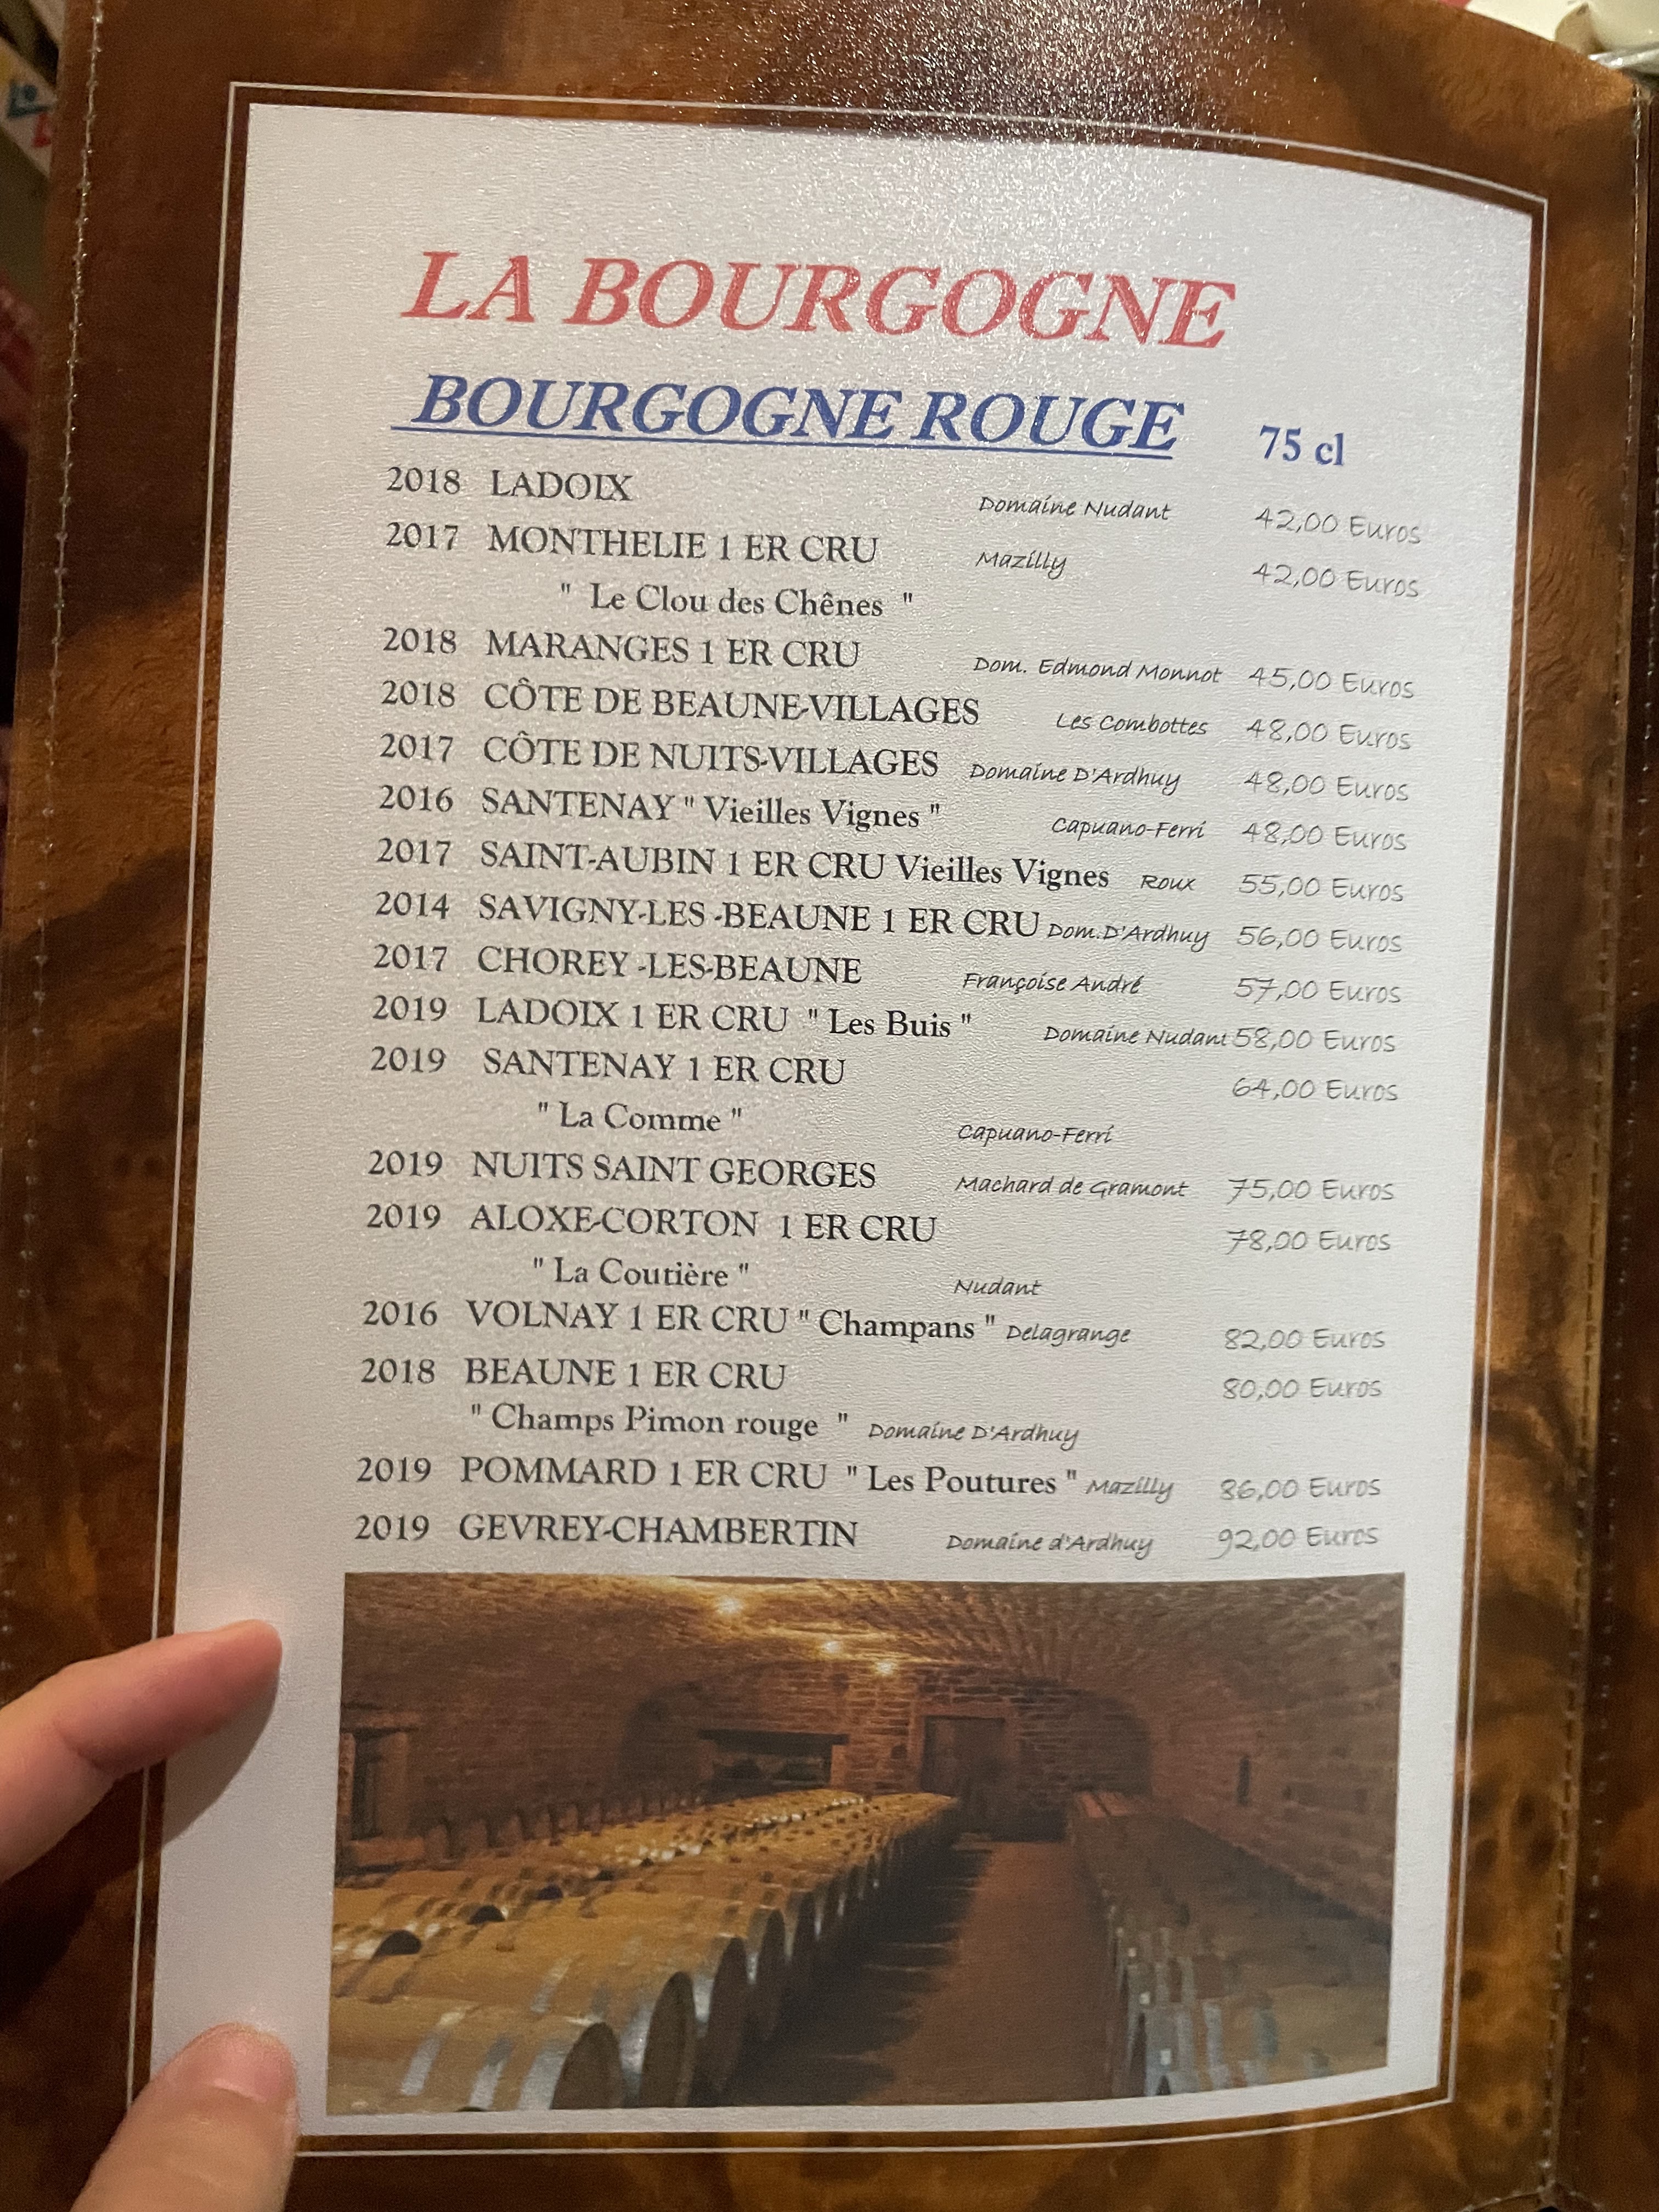 LA BOURGOGNE
BOURGOGNE ROUGE 75 cl
2018 LADOIX Domaine Nudant 42,00 Euros
2017 MONTHELIE 1 ER CRU Mazilly 42,00 Euros
" Le Clou des Chênes "
2018 MARANGES 1 ER CRU Dom. Edmond Monnot 45,00 Euros
2018 CÔTE DE BEAUNE-VILLAGES Les Combottes 48,00 Euros
2017 CÔTE DE NUITS-VILLAGES Domaine D'Ardhuy 48,00 Euros
2016 SANTENAY " Vieilles Vignes " Capuano-Ferri 48,00 Euros
2017 SAINT-AUBIN 1 ER CRU Vieilles Vignes Roux 55,00 Euros
2014 SAVIGNY-LES -BEAUNE 1 ER CRU Dom.D'Ardhuy 56,00 Euros
2017 CHOREY -LES-BEAUNE Françoise André 57,00 Euros
2019 LADOIX 1 ER CRU " Les Buis " Domaine Nudant 58,00 Euros
2019 SANTENAY 1 ER CRU 64,00 Euros
" La Comme " Capuano-Ferri
2019 NUITS SAINT GEORGES Machard de Gramont 75,00 Euros
2019 ALOXE-CORTON 1 ER CRU 78,00 Euros
" La Coutière " Nudant
2016 VOLNAY 1 ER CRU " Champans " Delagrange 82,00 Euros
2018 BEAUNE 1 ER CRU 80,00 Euros
" Champs Pimon rouge " Domaine D'Ardhuy
2019 POMMARD 1 ER CRU " Les Poutures " Mazilly 86,00 Euros
2019 GEVREY-CHAMBERTIN Domaine d'Ardhuy 92,00 Euros